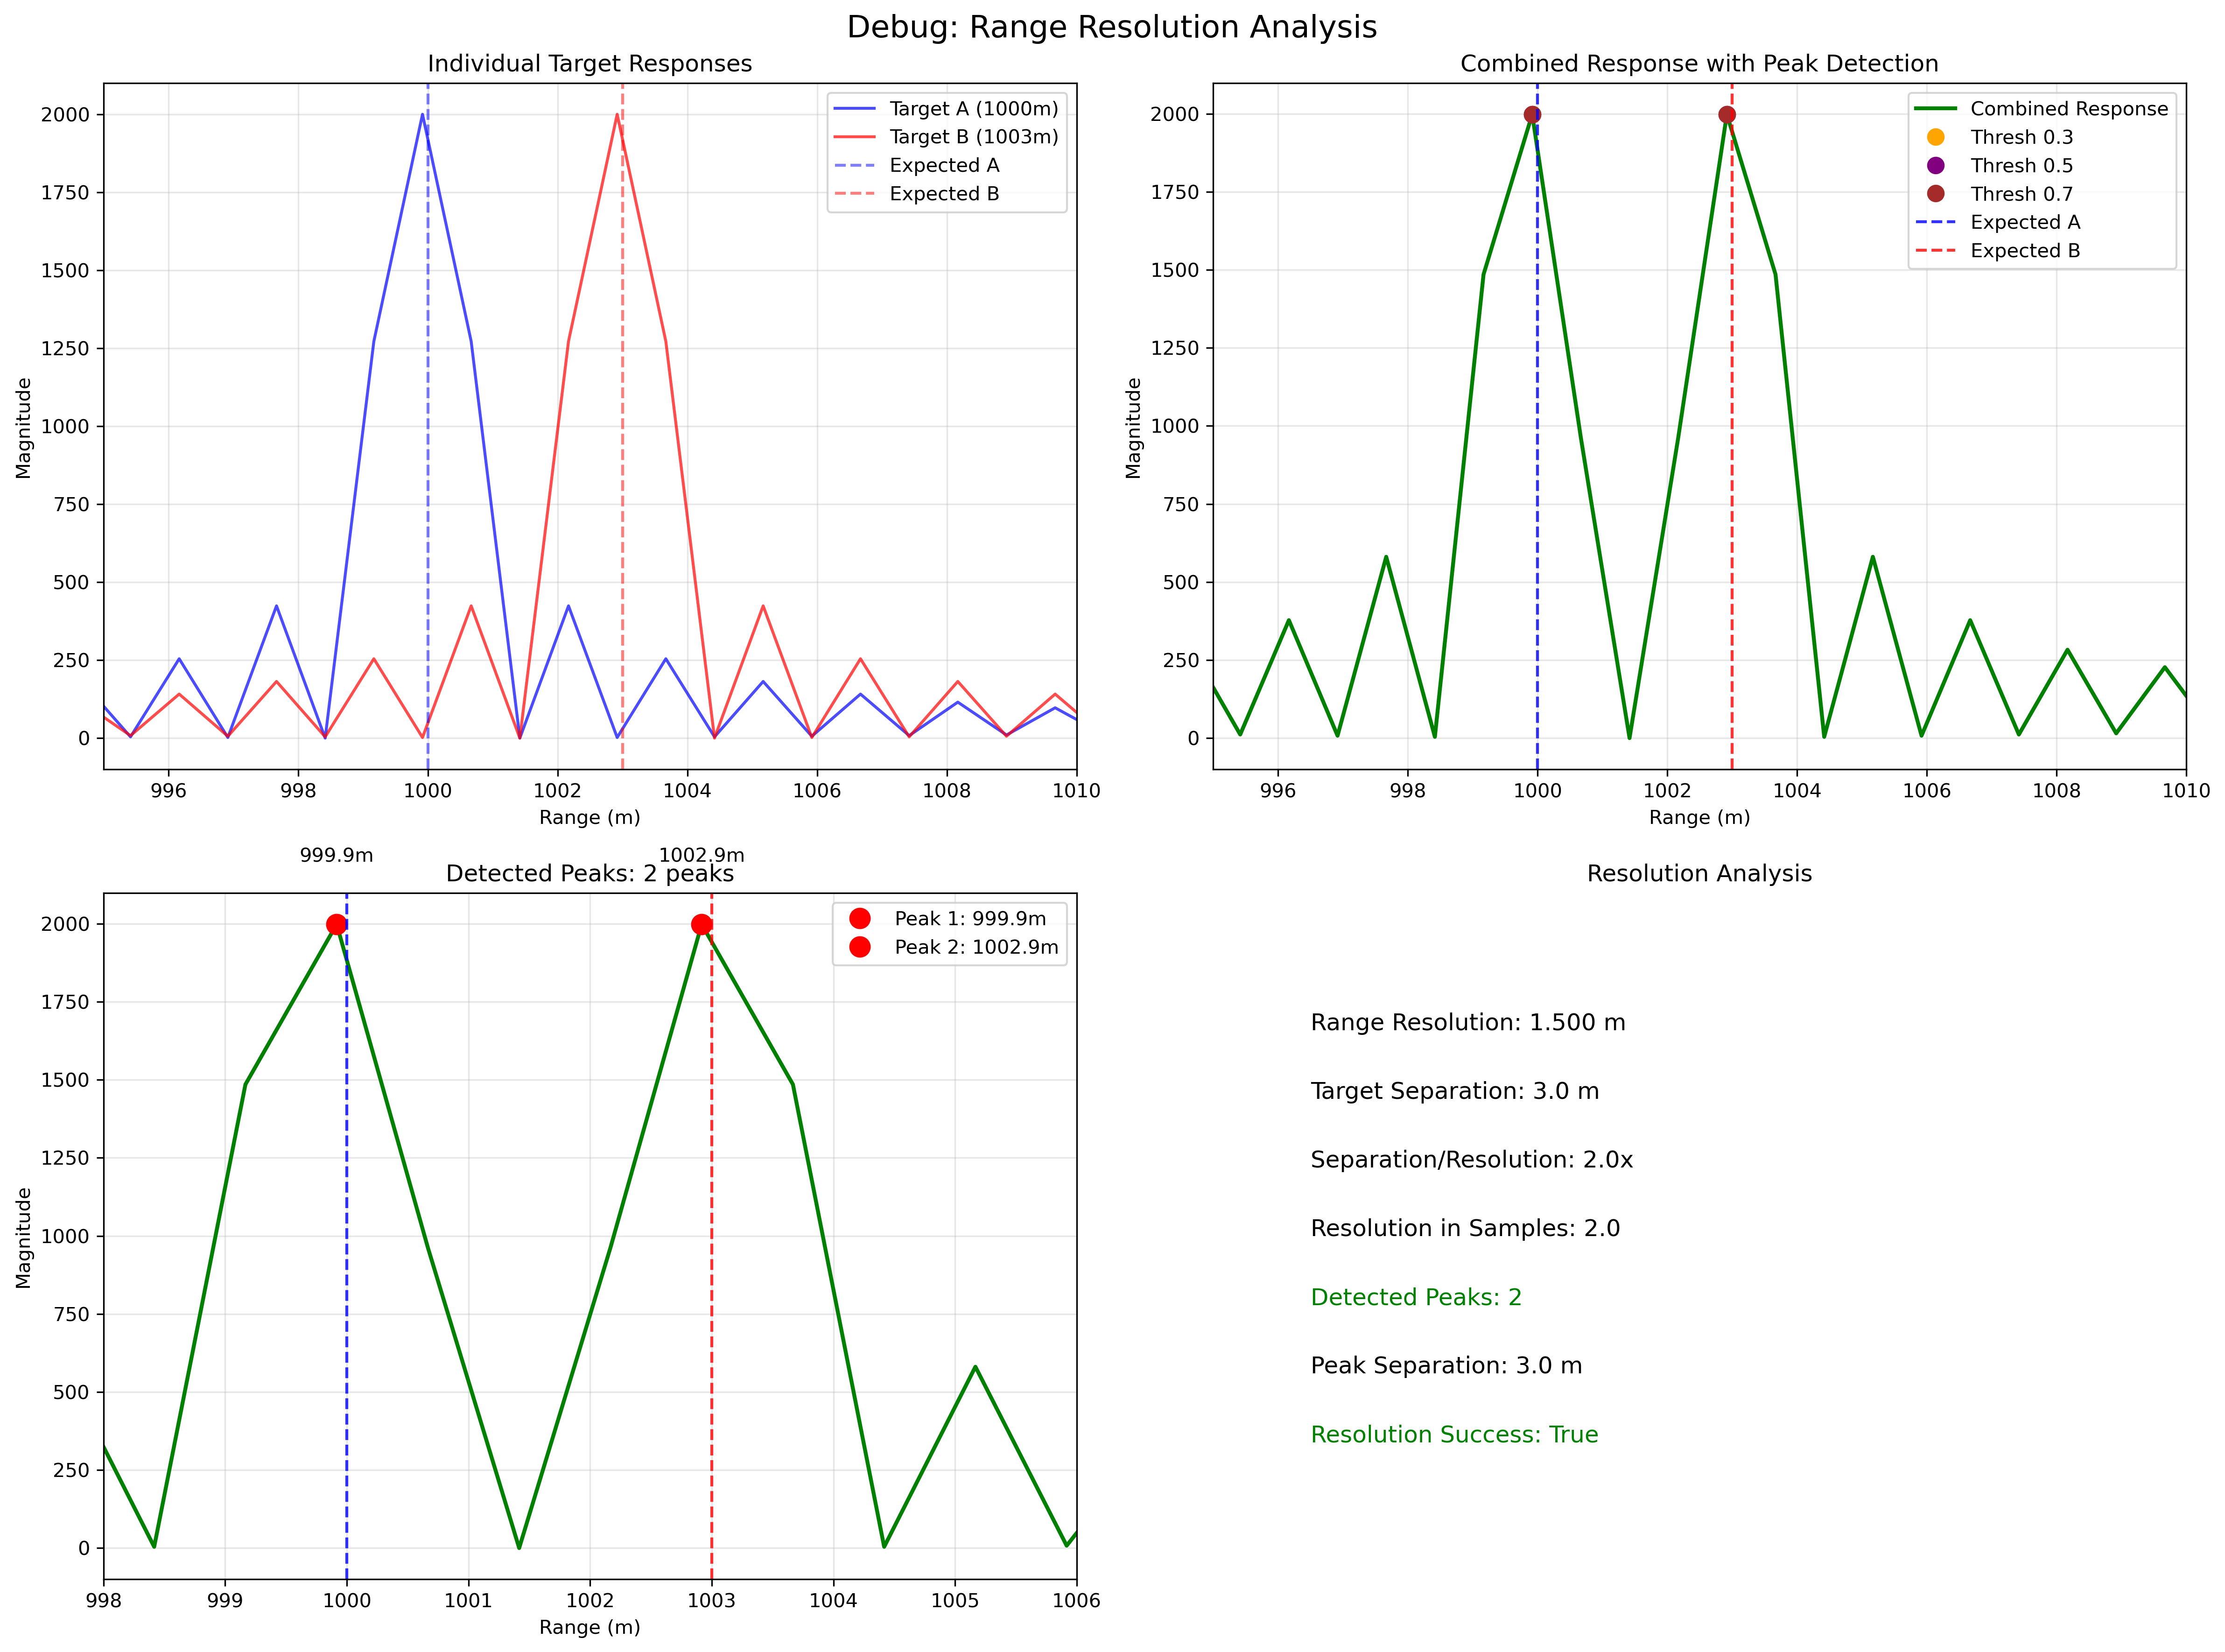 Debug: Range Resolution Analysis
Individual Target Responses
Magnitude
2000
1750
1500
1250
1000
750
500
250
0
Target A (1000m)
Target B (1003m)
Expected A
Expected B
996
998
1000
1002
1004
1006
1008
1010
Range (m)
Combined Response with Peak Detection
Magnitude
2000
1750
1500
1250
1000
750
500
250
0
Combined Response
Thresh 0.3
Thresh 0.5
Thresh 0.7
Expected A
Expected B
996
998
1000
1002
1004
1006
1008
1010
Range (m)
999.9m
1002.9m
Detected Peaks: 2 peaks
Magnitude
2000
1750
1500
1250
1000
750
500
250
0
Peak 1: 999.9m
Peak 2: 1002.9m
998
999
1000
1001
1002
1003
1004
1005
1006
Range (m)
Resolution Analysis
Range Resolution: 1.500 m
Target Separation: 3.0 m
Separation/Resolution: 2.0x
Resolution in Samples: 2.0
Detected Peaks: 2
Peak Separation: 3.0 m
Resolution Success: True